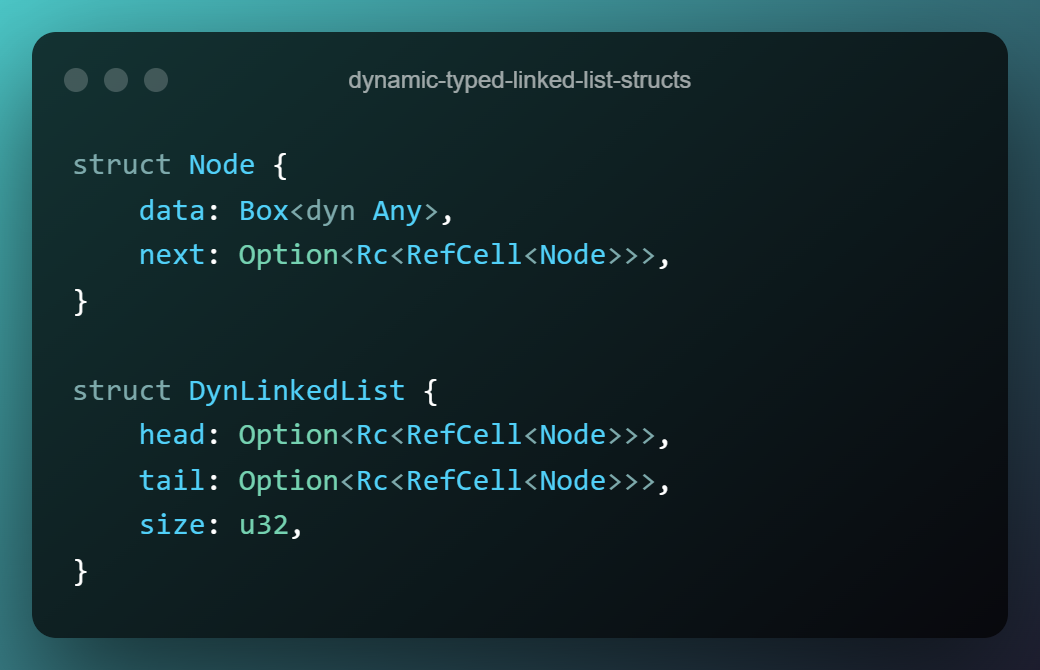 dynamic-typed-linked-list-structs
struct Node {
    data: Box<dyn Any>,
    next: Option<Rc<RefCell<Node>>>,
}
struct DynLinkedList {
    head: Option<Rc<RefCell<Node>>>,
    tail: Option<Rc<RefCell<Node>>>,
    size: u32,
}